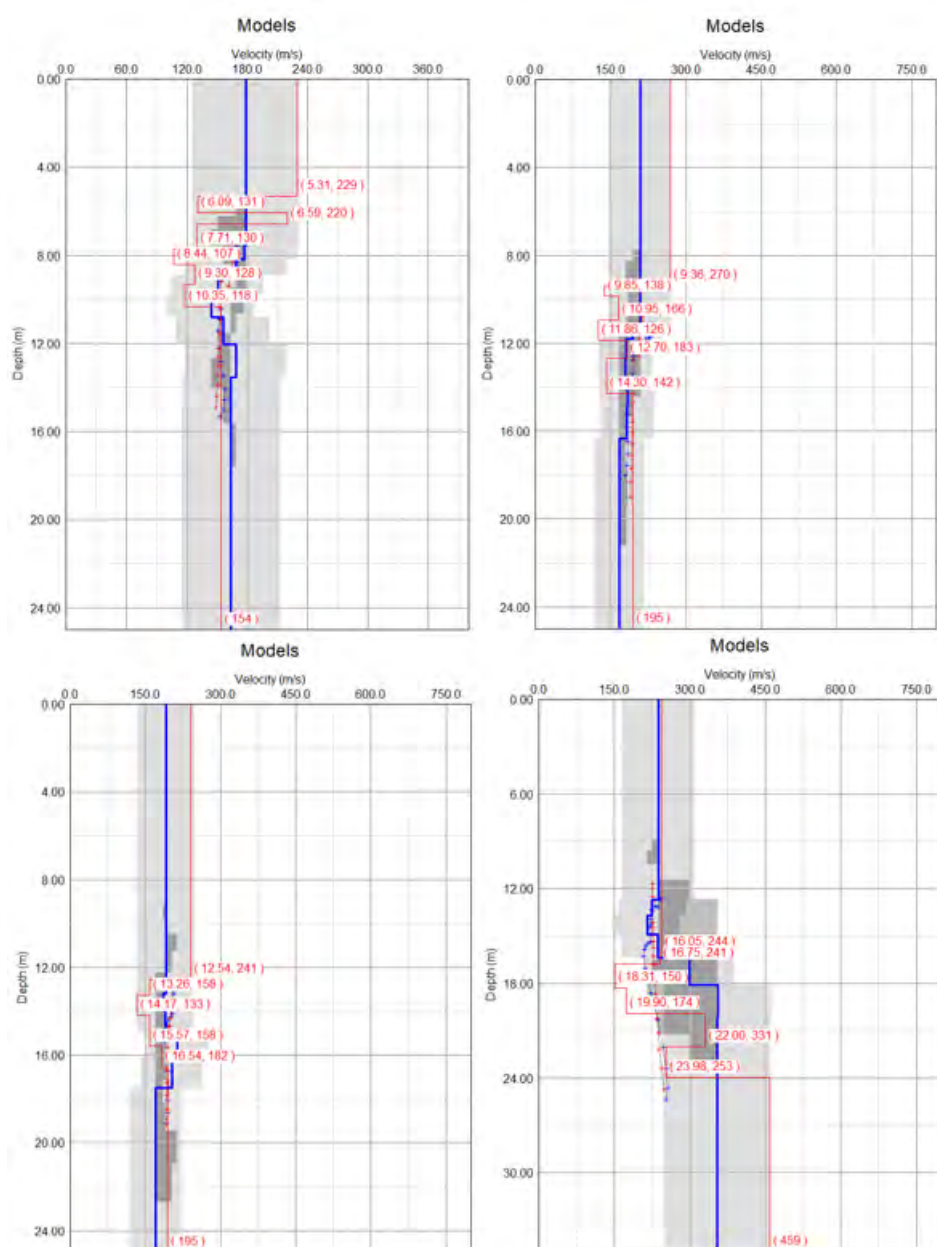 Models
Velocity (m/s)
0.0 60.0 120.0 180.0 240.0 300.0 360.0
0.00
4.00
( 5.31, 229 )
( 6.09, 131 )
( 6.59, 220 )
( 7.71, 130 )
8.00
( 8.44, 107 )
( 9.30, 128 )
( 10.35, 118 )
12.00
16.00
20.00
24.00
( 154 )
Depth (m)
Models
Velocity (m/s)
0.0 150.0 300.0 450.0 600.0 750.0
0.00
4.00
8.00
( 9.36, 270 )
( 9.85, 138 )
( 10.95, 166 )
( 11.86, 126 )
12.00
( 12.70, 183 )
( 14.30, 142 )
16.00
20.00
24.00
( 195 )
Depth (m)
Models
Velocity (m/s)
0.0 150.0 300.0 450.0 600.0 750.0
0.00
4.00
8.00
12.00
( 12.54, 241 )
( 13.26, 159 )
( 14.17, 133 )
( 15.57, 158 )
16.00
( 16.54, 182 )
20.00
24.00
( 195 )
Depth (m)
Models
Velocity (m/s)
0.0 150.0 300.0 450.0 600.0 750.0
0.00
6.00
12.00
( 16.05, 244 )
( 16.75, 241 )
18.00
( 18.31, 150 )
( 19.90, 174 )
( 22.00, 331 )
( 23.98, 253 )
24.00
30.00
( 459 )
Depth (m)